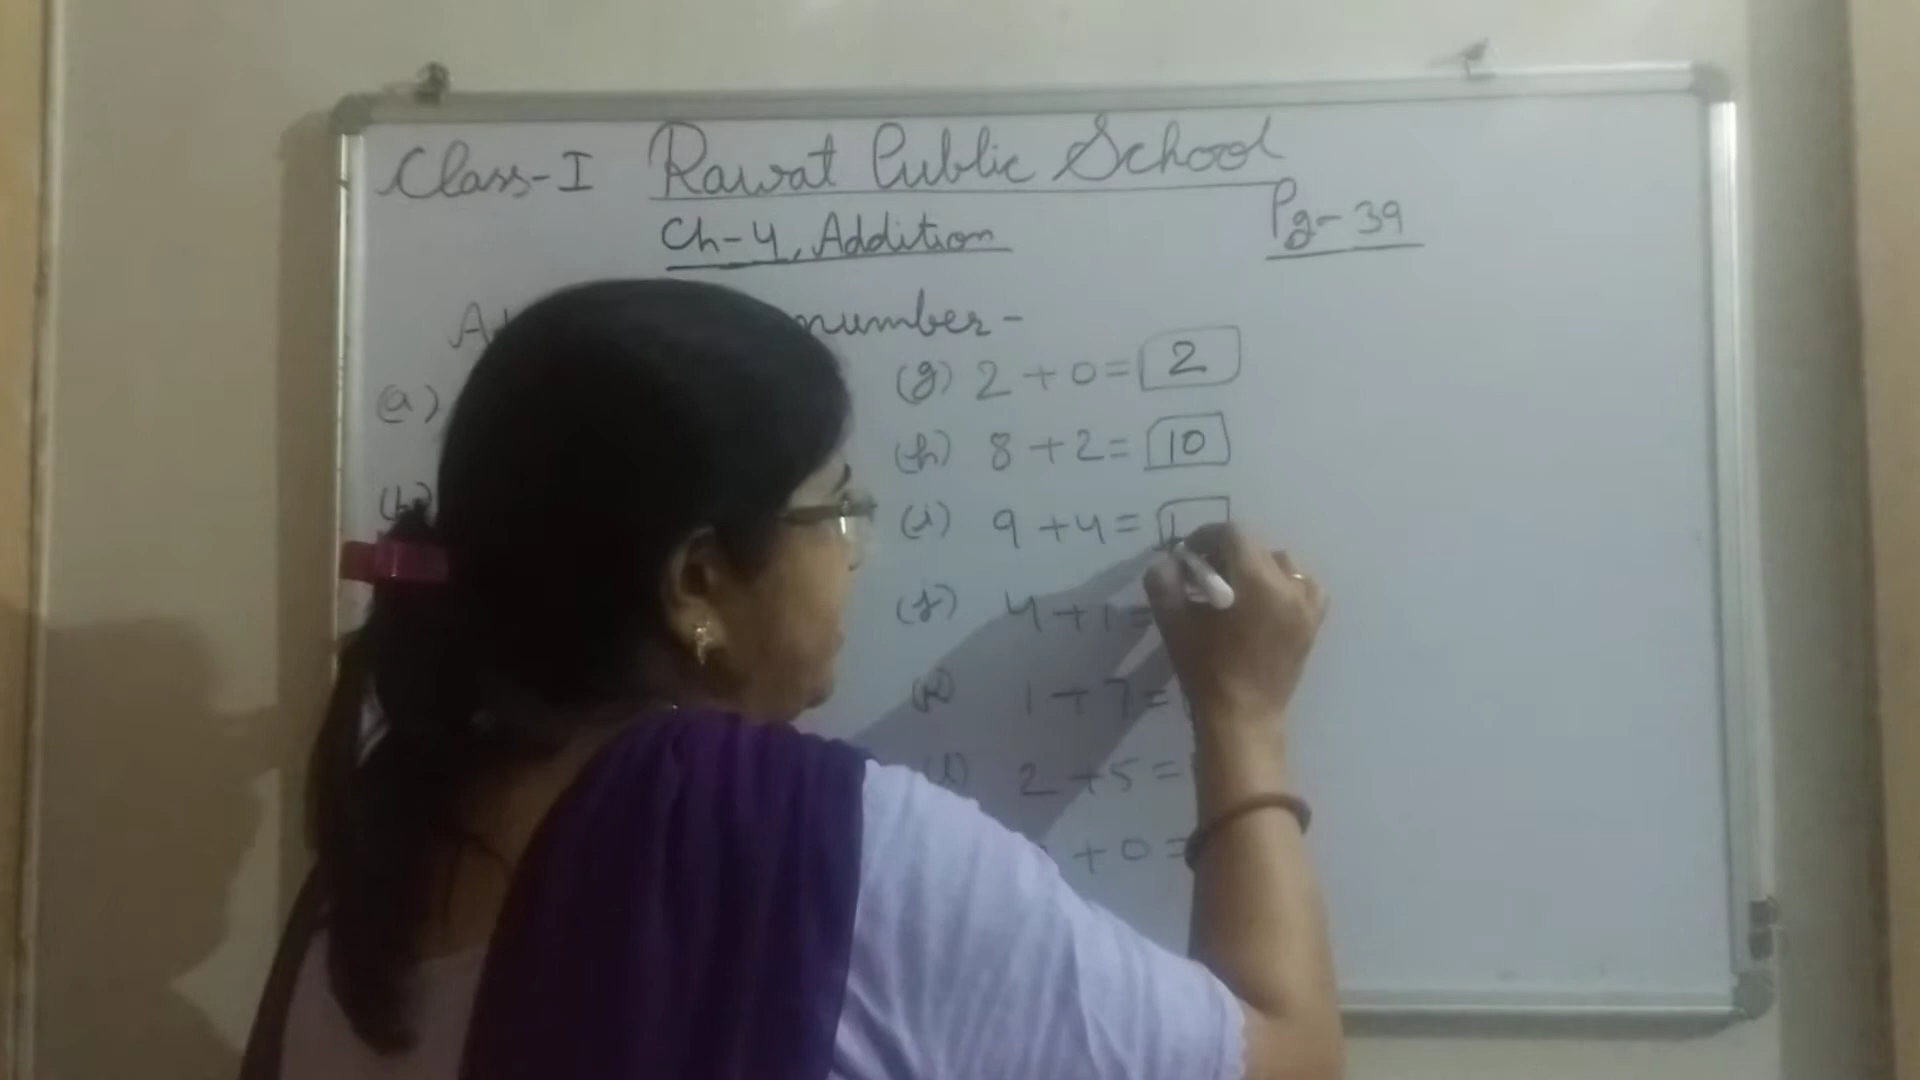 Class-I Rawat Public School
Ch-4, Addition
Pg-39
number-
(a)
(g) 2+0= 2
(h) 8+2= 10
(i) 9+4= 1
(j) 4+1=
(k) 1+7=
(l) 2+5=
+0=